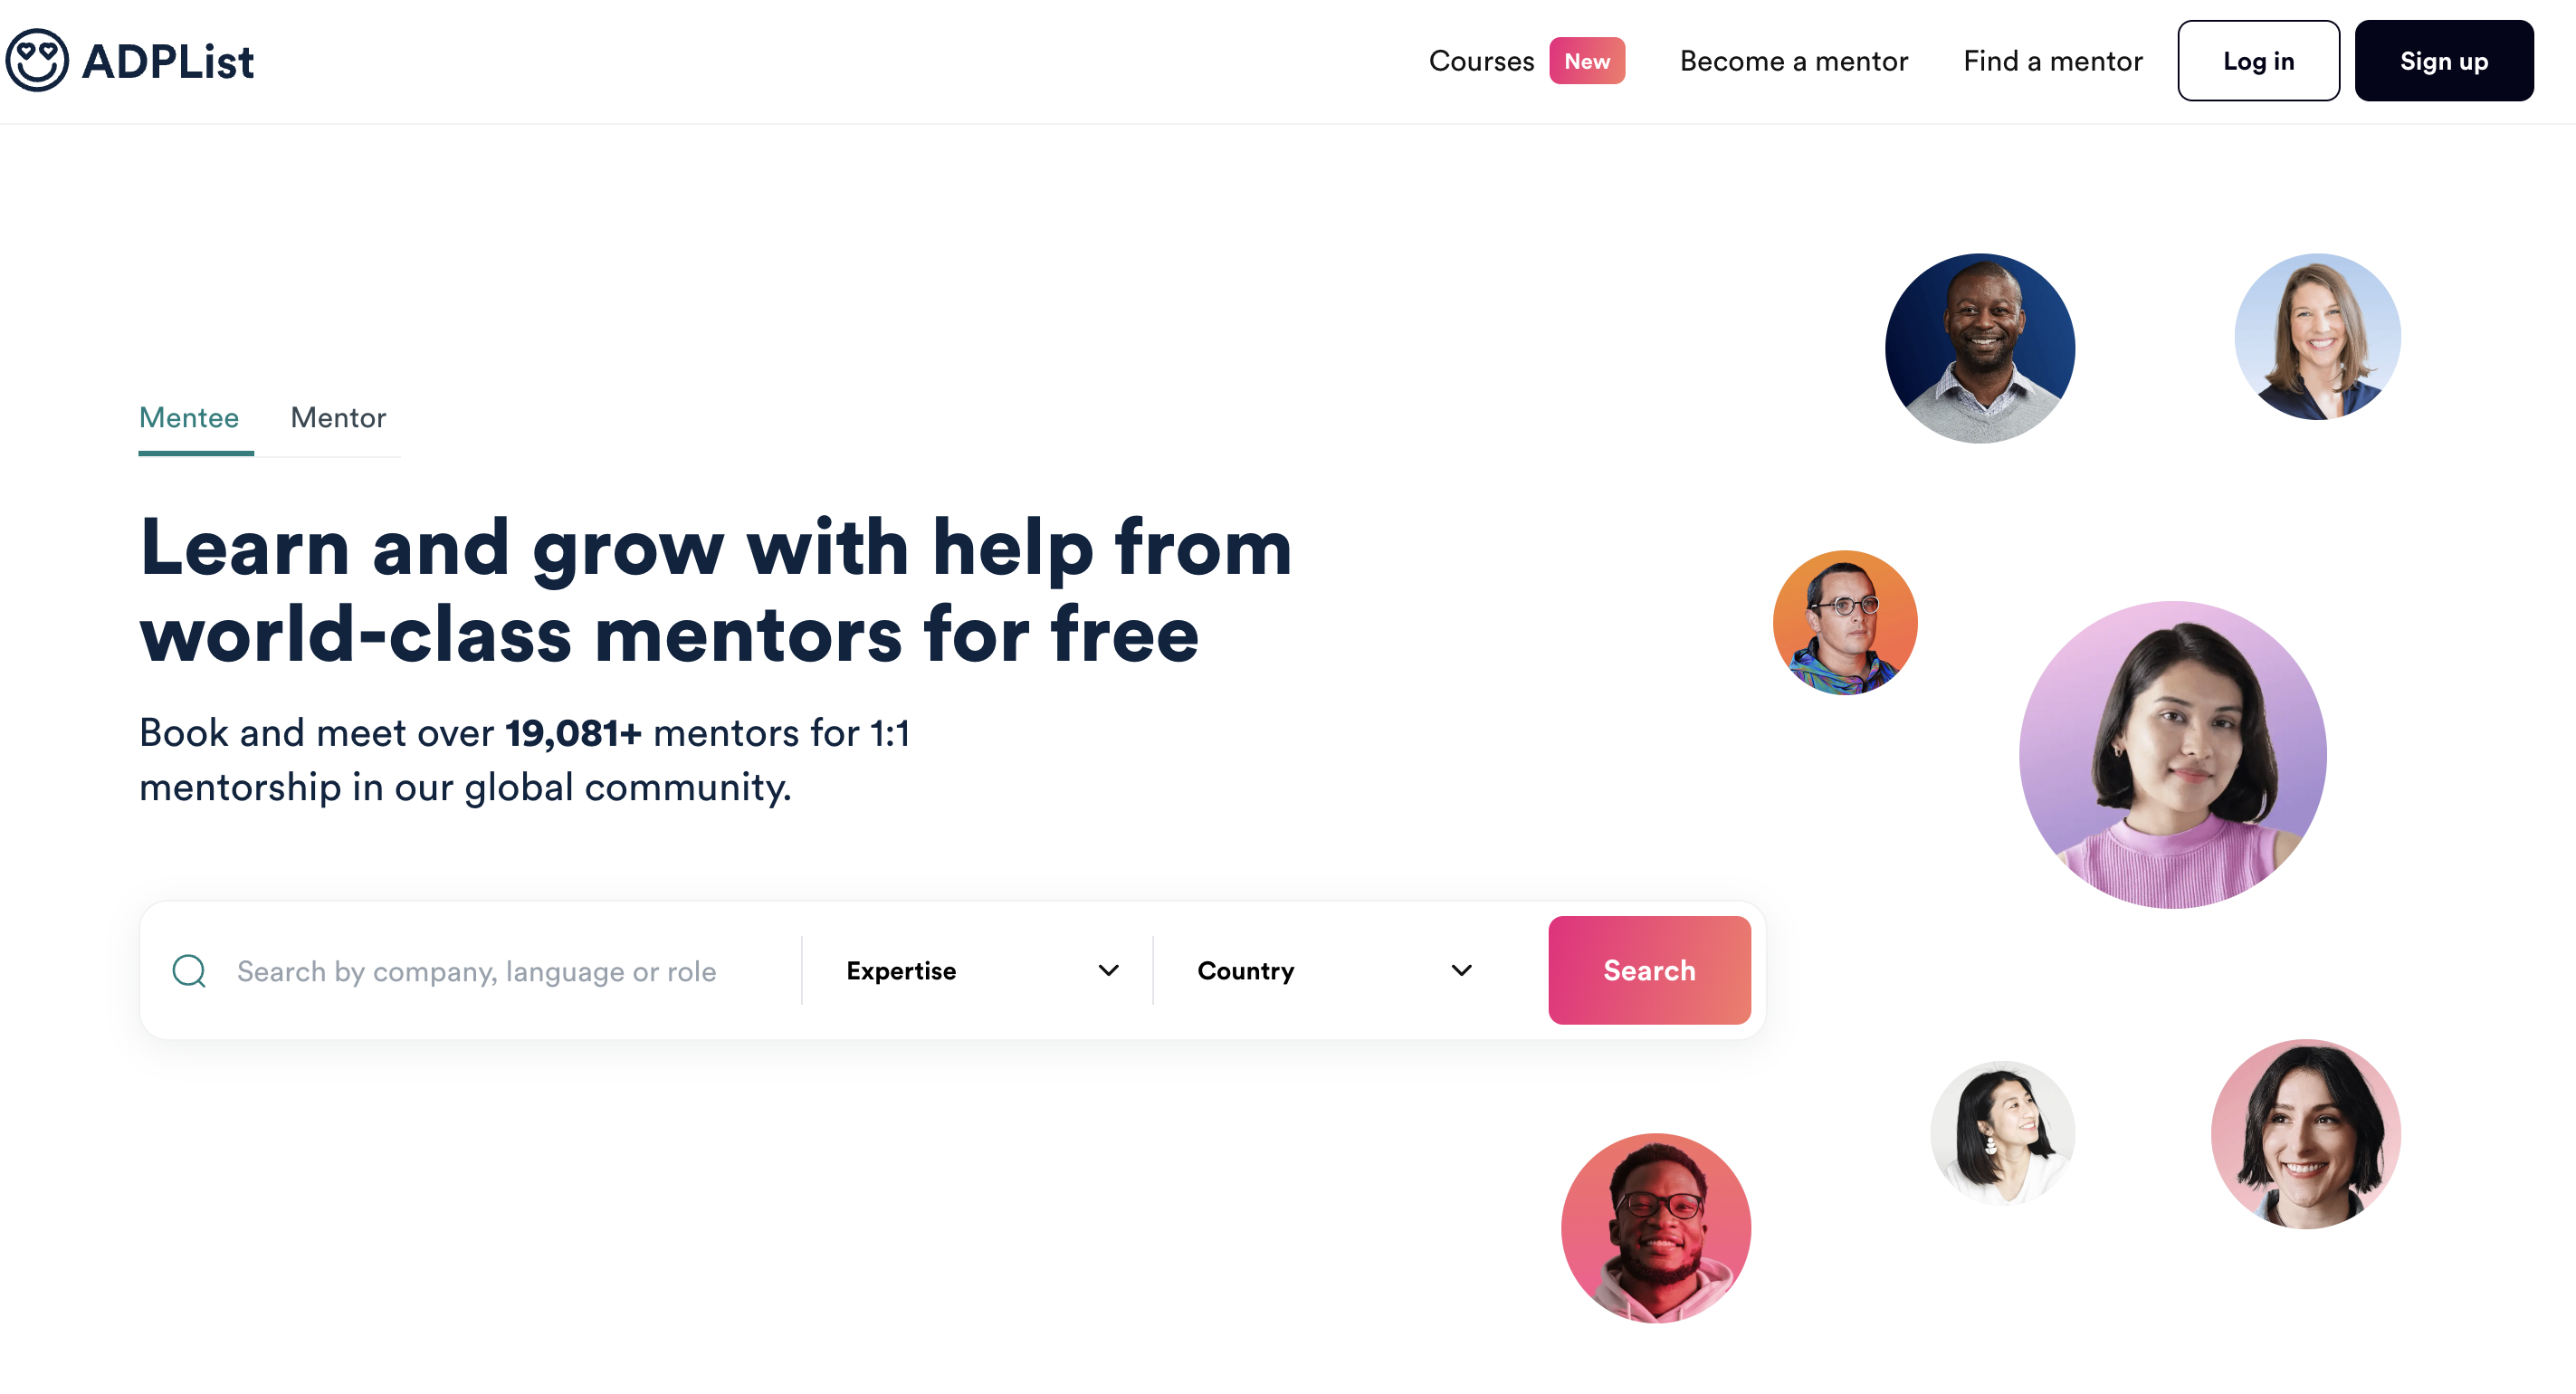 ADPList
Courses New Become a mentor Find a mentor Log in Sign up
Mentee Mentor
Learn and grow with help from
world-class mentors for free
Book and meet over 19,081+ mentors for 1:1
mentorship in our global community.
Search by company, language or role Expertise Country Search